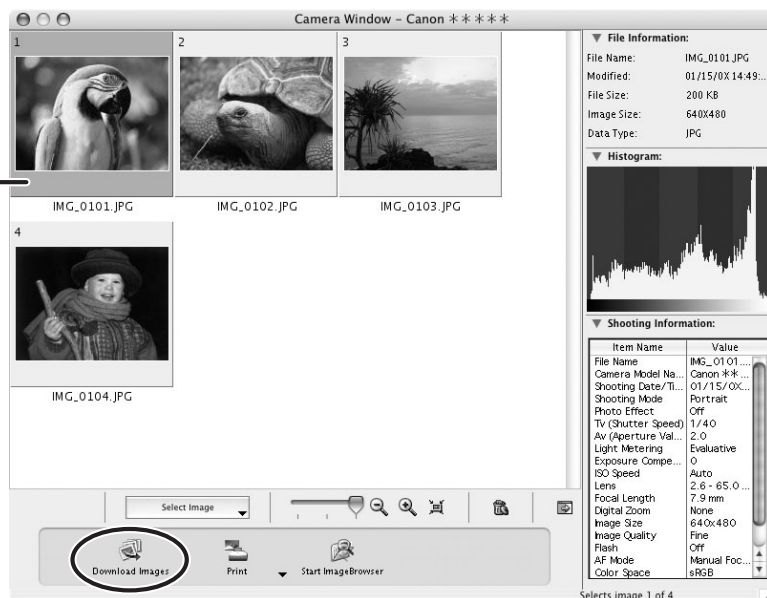 Camera Window - Canon ＊＊＊＊＊
1
2
3
IMG_0101.JPG
IMG_0102.JPG
IMG_0103.JPG
4
IMG_0104.JPG
Select Image
Download Images
Print
Start ImageBrowser
File Information:
File Name: IMG_0101.JPG
Modified: 01/15/0X 14:49:...
File Size: 200 KB
Image Size: 640X480
Data Type: JPG
Histogram:
Shooting Information:
Item Name Value
File Name IMG_0101....
Camera Model Na... Canon ＊＊ ...
Shooting Date/Ti... 01/15/0X...
Shooting Mode Portrait
Photo Effect Off
Tv (Shutter Speed) 1/40
Av (Aperture Val... 2.0
Light Metering Evaluative
Exposure Compe... 0
ISO Speed Auto
Lens 2.6 - 65.0 ...
Focal Length 7.9 mm
Digital Zoom None
Image Size 640x480
Image Quality Fine
Flash Off
AF Mode Manual Foc...
Color Space sRGB
Selects image 1 of 4